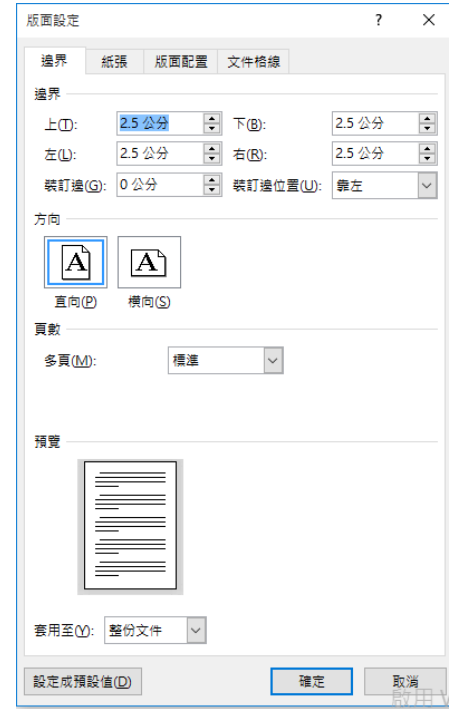 版面設定 ? ×
邊界 紙張 版面配置 文件格線
邊界
上(T): 2.5 公分 下(B): 2.5 公分
左(L): 2.5 公分 右(R): 2.5 公分
裝訂邊(G): 0 公分 裝訂邊位置(U): 靠左
方向
A A
直向(P) 橫向(S)
頁數
多頁(M): 標準
預覽
套用至(Y): 整份文件
設定成預設值(D) 確定 取消
啟用